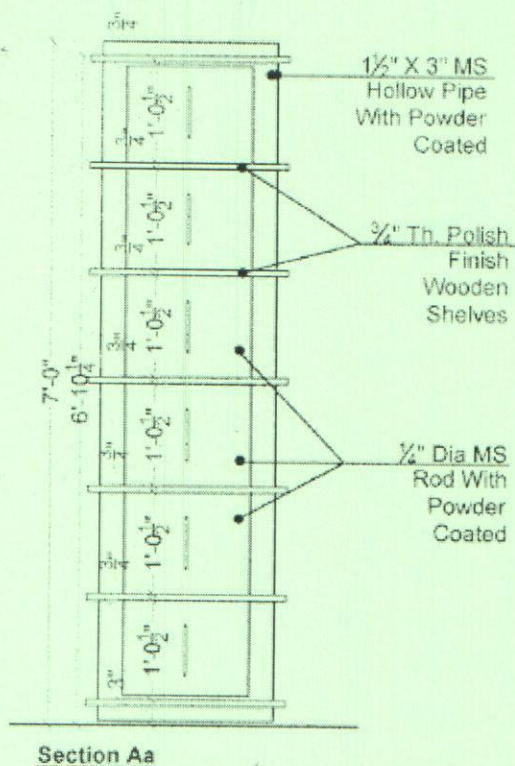 3/4"
1½" X 3" MS
Hollow Pipe
With Powder
Coated
1'-0½"
3/4"
1'-0½"
¾" Th. Polish
Finish
Wooden
Shelves
3/4"
1'-0½"
3/4"
7'-0"
6'-10¼"
1'-0½"
¼" Dia MS
Rod With
Powder
Coated
1'-0½"
3/4"
1'-0½"
3"
Section Aa